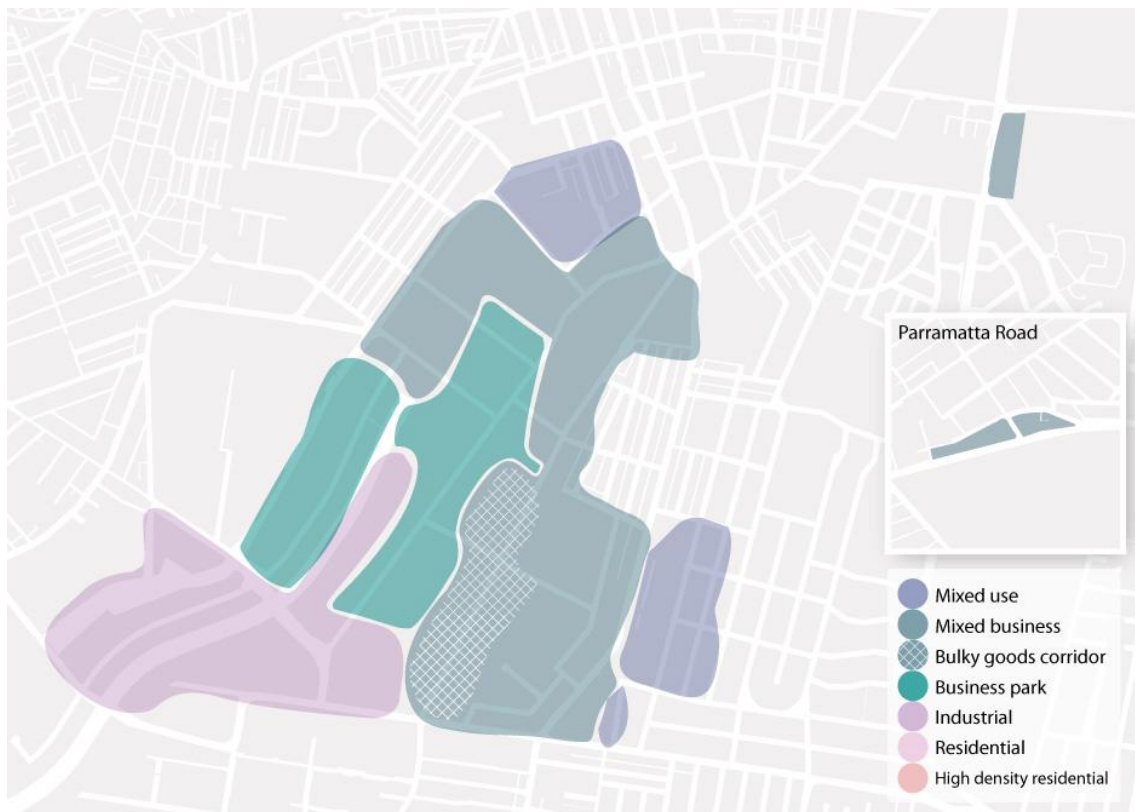 Parramatta Road
Mixed use
Mixed business
Bulky goods corridor
Business park
Industrial
Residential
High density residential